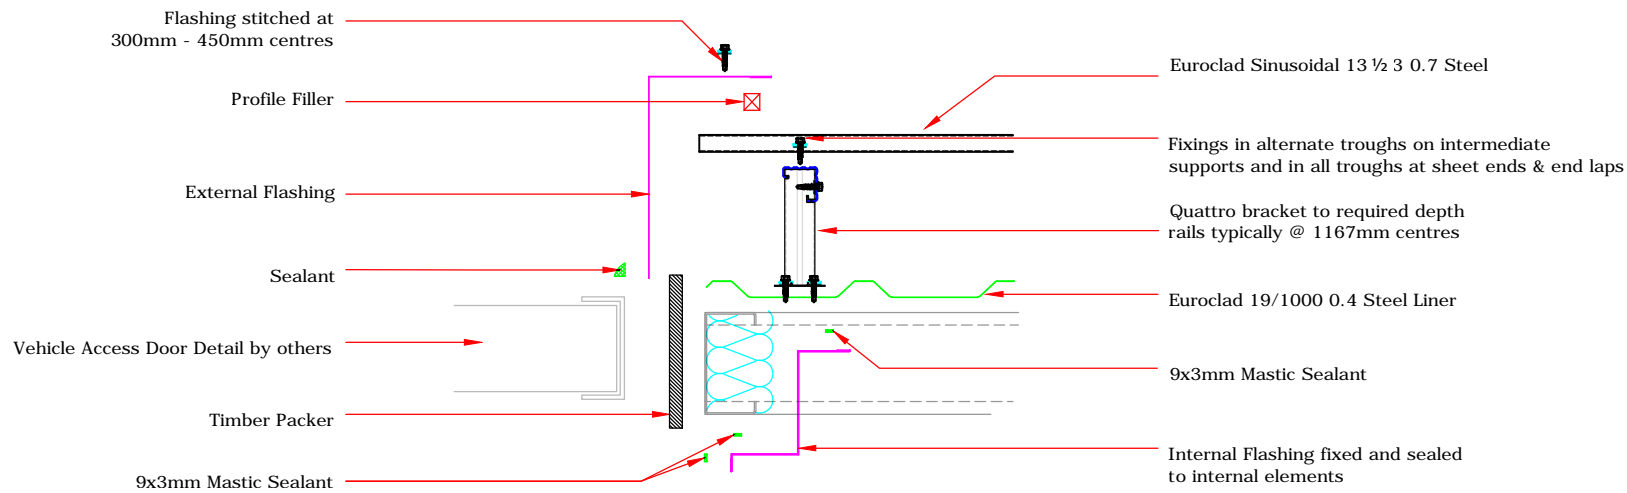 Flashing stitched at
300mm - 450mm centres
Profile Filler
External Flashing
Sealant
Vehicle Access Door Detail by others
Timber Packer
9x3mm Mastic Sealant
Euroclad Sinusoidal 13 ½ 3 0.7 Steel
Fixings in alternate troughs on intermediate
supports and in all troughs at sheet ends & end laps
Quattro bracket to required depth
rails typically @ 1167mm centres
Euroclad 19/1000 0.4 Steel Liner
9x3mm Mastic Sealant
Internal Flashing fixed and sealed
to internal elements